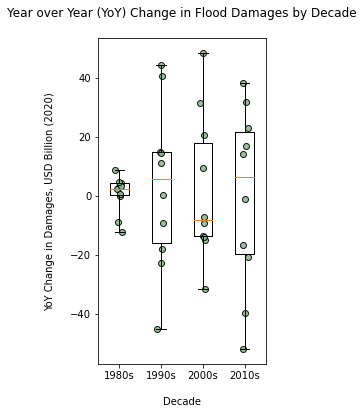 Year over Year (YoY) Change in Flood Damages by Decade
YoY Change in Damages, USD Billion (2020)
40
20
0
−20
−40
1980s 1990s 2000s 2010s
Decade